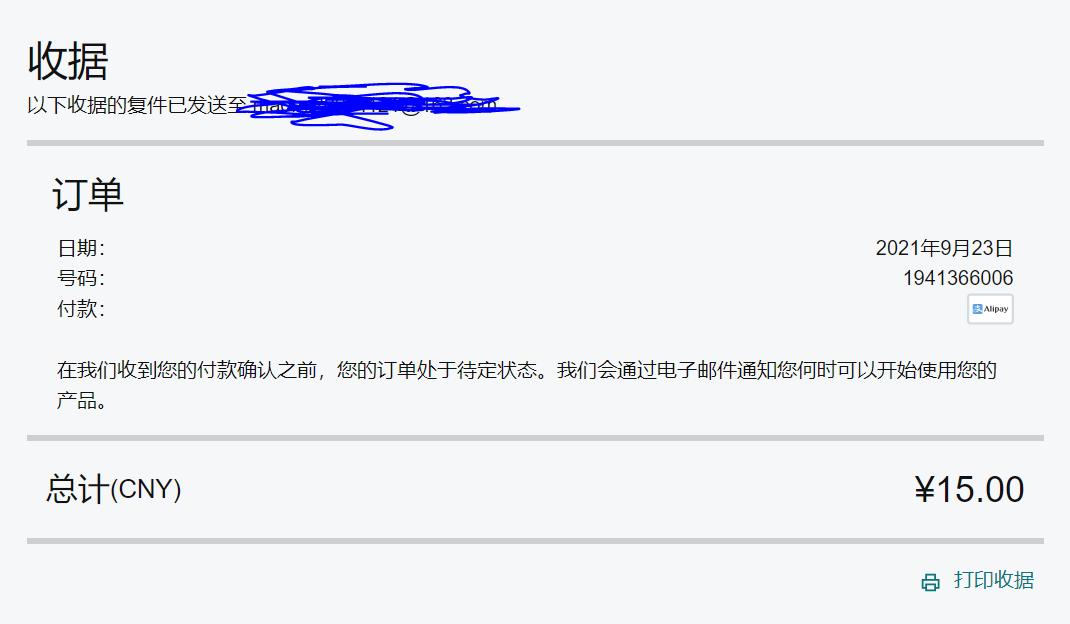 收据
以下收据的复件已发送至
订单
日期： 2021年9月23日
号码： 1941366006
付款： 支 Alipay
在我们收到您的付款确认之前，您的订单处于待定状态。我们会通过电子邮件通知您何时可以开始使用您的
产品。
总计(CNY) ¥15.00
打印收据